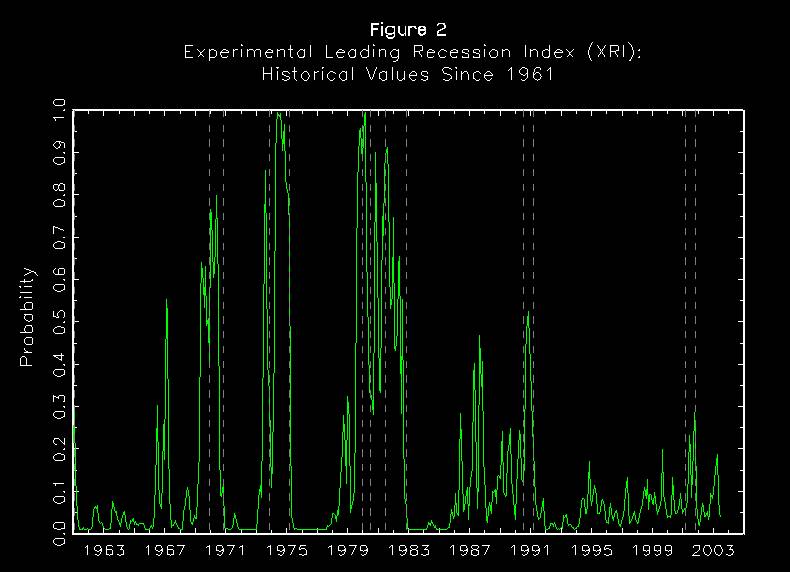 Figure 2
Experimental Leading Recession Index (XRI):
Historical Values Since 1961
Probability
1.0
0.9
0.8
0.7
0.6
0.5
0.4
0.3
0.2
0.1
0.0
1963 1967 1971 1975 1979 1983 1987 1991 1995 1999 2003